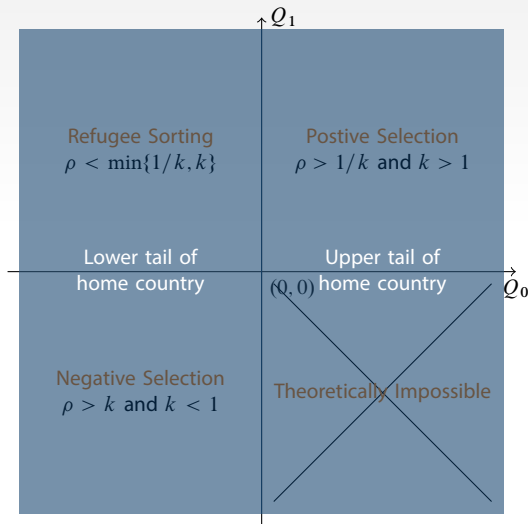 Q₁
Refugee Sorting
ρ < min{1/k, k}
Postive Selection
ρ > 1/k and k > 1
Lower tail of
home country
Upper tail of
home country
(0, 0)
Q₀
Negative Selection
ρ > k and k < 1
Theoretically Impossible